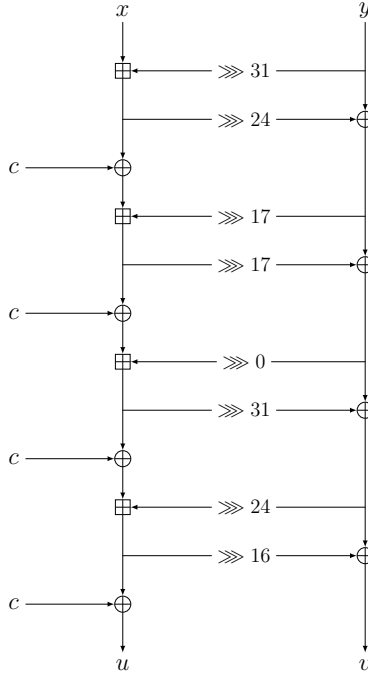 x y
⋙ 31
⋙ 24
c
⋙ 17
⋙ 17
c
⋙ 0
⋙ 31
c
⋙ 24
⋙ 16
c
u v